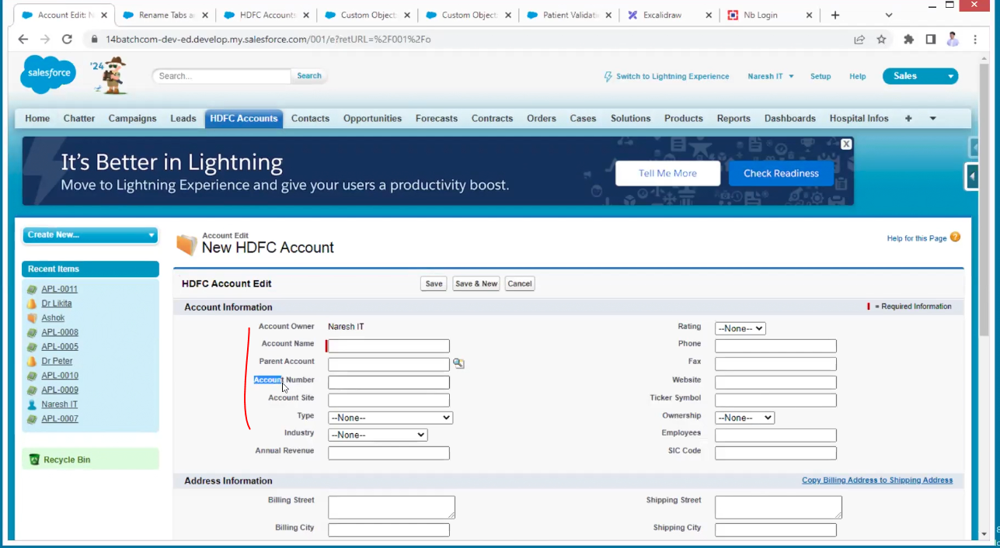 Account Edit: N
Rename Tabs a
HDFC Accounts
Custom Object
Custom Object
Patient Validat
Excalidraw
Nb Login
14batchcom-dev-ed.develop.my.salesforce.com/001/e?retURL=%2F001%2Fo
salesforce
'24
Search...
Search
Switch to Lightning Experience
Naresh IT
Setup
Help
Sales
Home
Chatter
Campaigns
Leads
HDFC Accounts
Contacts
Opportunities
Forecasts
Contracts
Orders
Cases
Solutions
Products
Reports
Dashboards
Hospital Infos
+
It's Better in Lightning
Move to Lightning Experience and give your users a productivity boost.
Tell Me More
Check Readiness
X
Create New...
Recent Items
APL-0011
Dr Likita
Ashok
APL-0008
APL-0005
Dr Peter
APL-0010
APL-0009
Naresh IT
APL-0007
Recycle Bin
Account Edit
New HDFC Account
Help for this Page ?
HDFC Account Edit
Save
Save & New
Cancel
Account Information
= Required Information
Account Owner Naresh IT
Rating --None--
Account Name
Phone
Parent Account
Fax
Account Number
Website
Account Site
Ticker Symbol
Type --None--
Ownership --None--
Industry --None--
Employees
Annual Revenue
SIC Code
Address Information
Copy Billing Address to Shipping Address
Billing Street
Shipping Street
Billing City
Shipping City